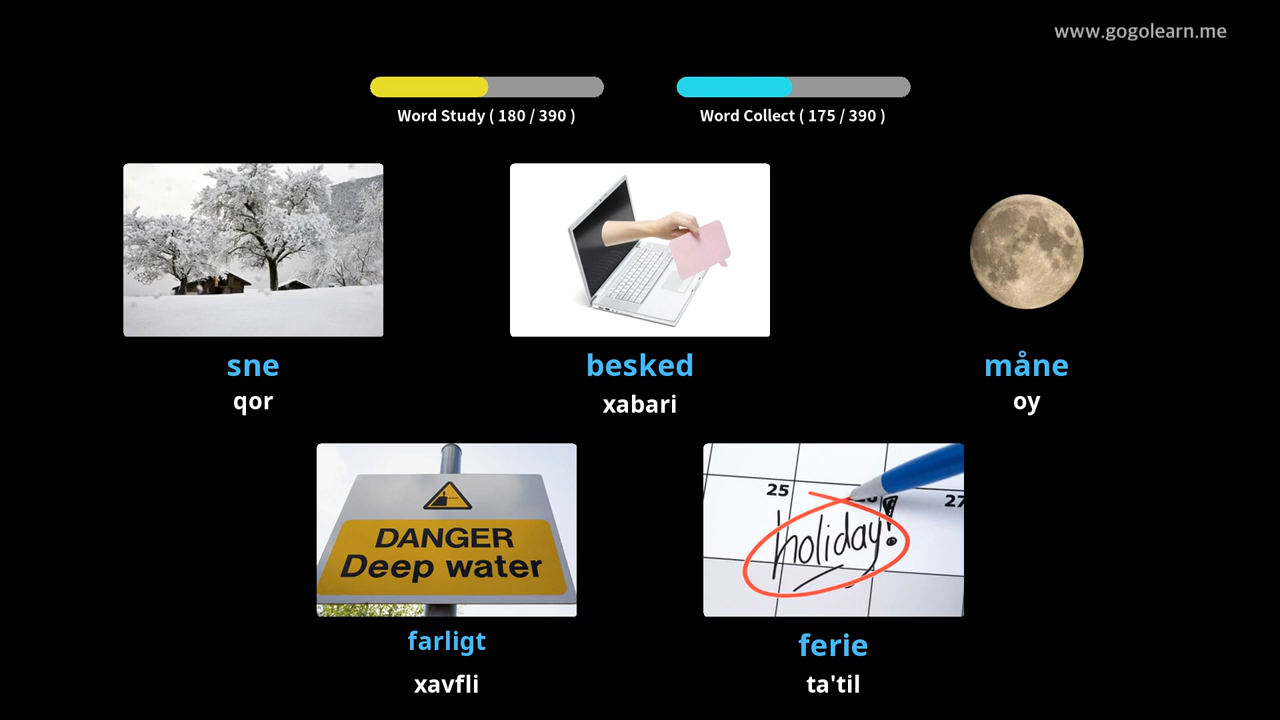 www.gogolearn.me
Word Study ( 180 / 390 )
Word Collect ( 175 / 390 )
sne
qor
besked
xabari
måne
oy
DANGER
Deep water
farligt
xavfli
25
27
holiday!
ferie
ta'til